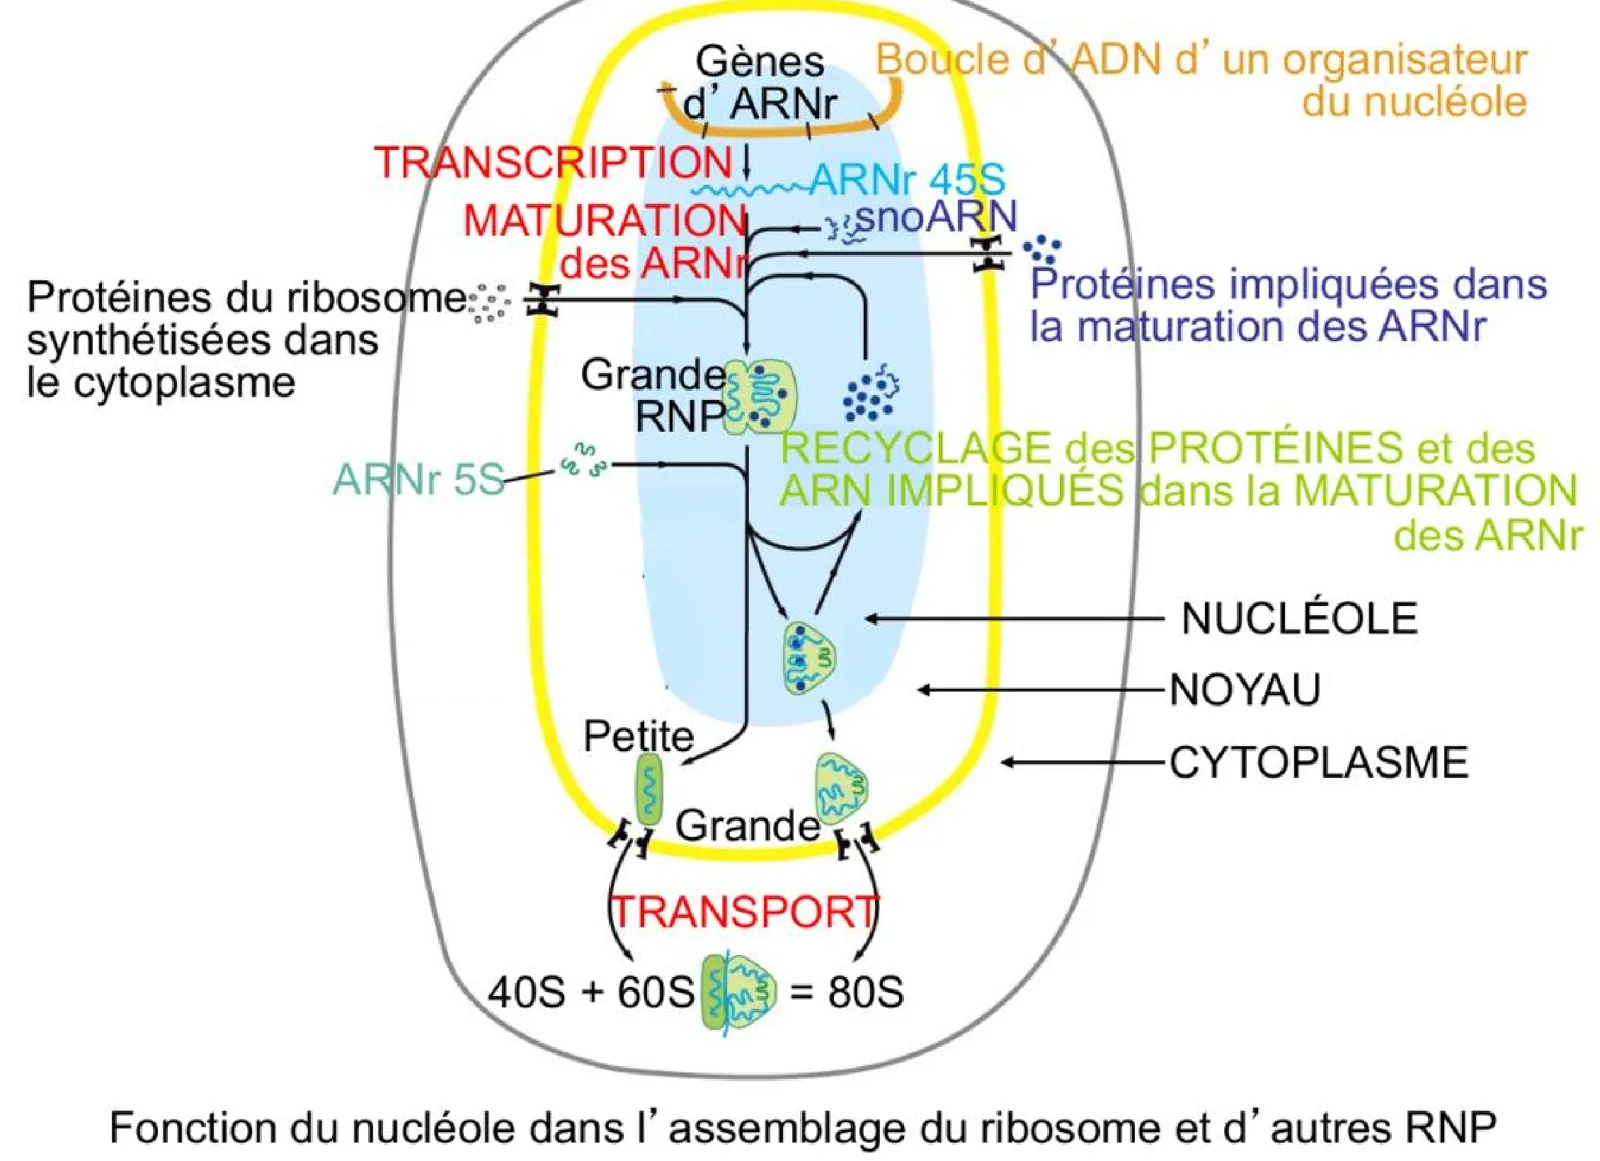 Gènes
d’ARNr
Boucle d’ADN d’un organisateur
du nucléole
TRANSCRIPTION
ARNr 45S
MATURATION
des ARNr
snoARN
Protéines du ribosome
synthétisées dans
le cytoplasme
Protéines impliquées dans
la maturation des ARNr
Grande
RNP
ARNr 5S
RECYCLAGE des PROTÉINES et des
ARN IMPLIQUÉS dans la MATURATION
des ARNr
NUCLÉOLE
NOYAU
CYTOPLASME
Petite
Grande
TRANSPORT
40S + 60S = 80S
Fonction du nucléole dans l’assemblage du ribosome et d’autres RNP